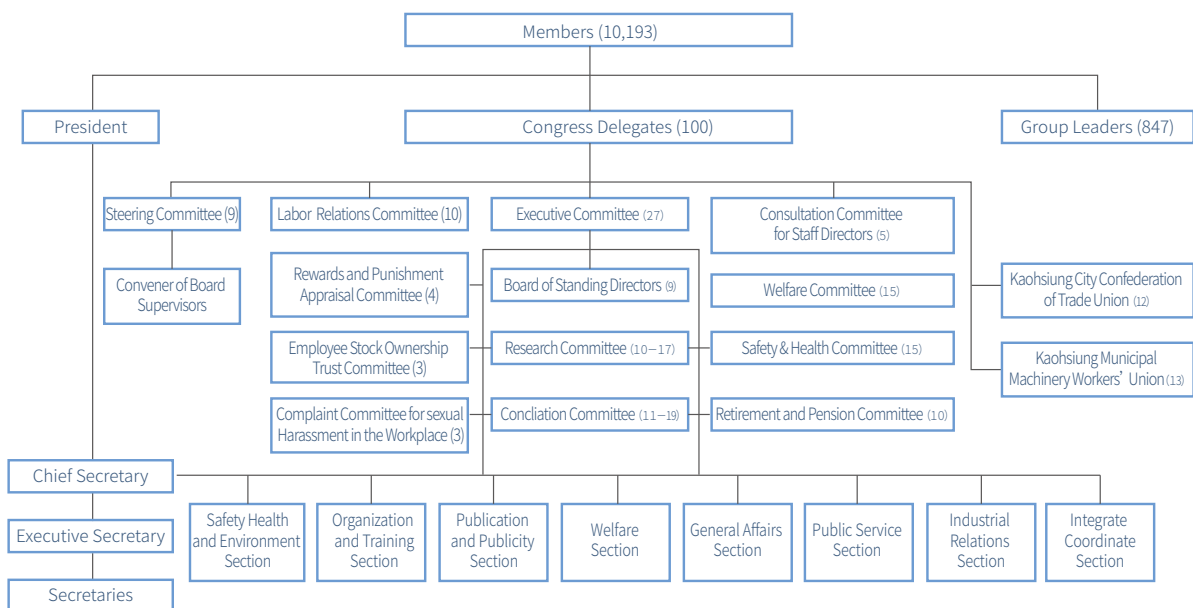 Members (10,193)
President
Congress Delegates (100)
Group Leaders (847)
Steering Committee (9)
Labor Relations Committee (10)
Executive Committee (27)
Consultation Committee
for Staff Directors (5)
Convener of Board
Supervisors
Rewards and Punishment
Appraisal Committee (4)
Board of Standing Directors (9)
Welfare Committee (15)
Kaohsiung City Confederation
of Trade Union (12)
Employee Stock Ownership
Trust Committee (3)
Research Committee (10–17)
Safety & Health Committee (15)
Kaohsiung Municipal
Machinery Workers’ Union (13)
Complaint Committee for sexual
Harassment in the Workplace (3)
Concliation Committee (11–19)
Retirement and Pension Committee (10)
Chief Secretary
Executive Secretary
Secretaries
Safety Health
and Environment
Section
Organization
and Training
Section
Publication
and Publicity
Section
Welfare
Section
General Affairs
Section
Public Service
Section
Industrial
Relations
Section
Integrate
Coordinate
Section